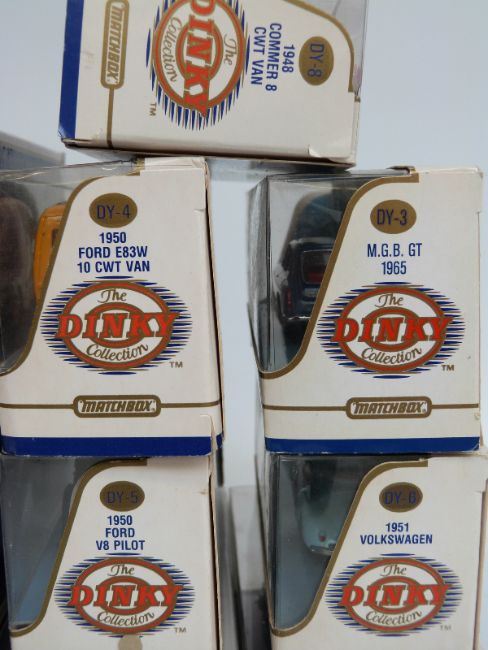 DY-8
1948
COMMER 8
CWT VAN
The
DINKY
Collection
TM
MATCHBOX
DY-4
1950
FORD E83W
10 CWT VAN
The
DINKY
Collection
TM
MATCHBOX
DY-3
M.G.B. GT
1965
The
DINKY
Collection
TM
MATCHBOX
DY-5
1950
FORD
V8 PILOT
The
DINKY
Collection
TM
DY-6
1951
VOLKSWAGEN
The
DINKY
Collection
TM